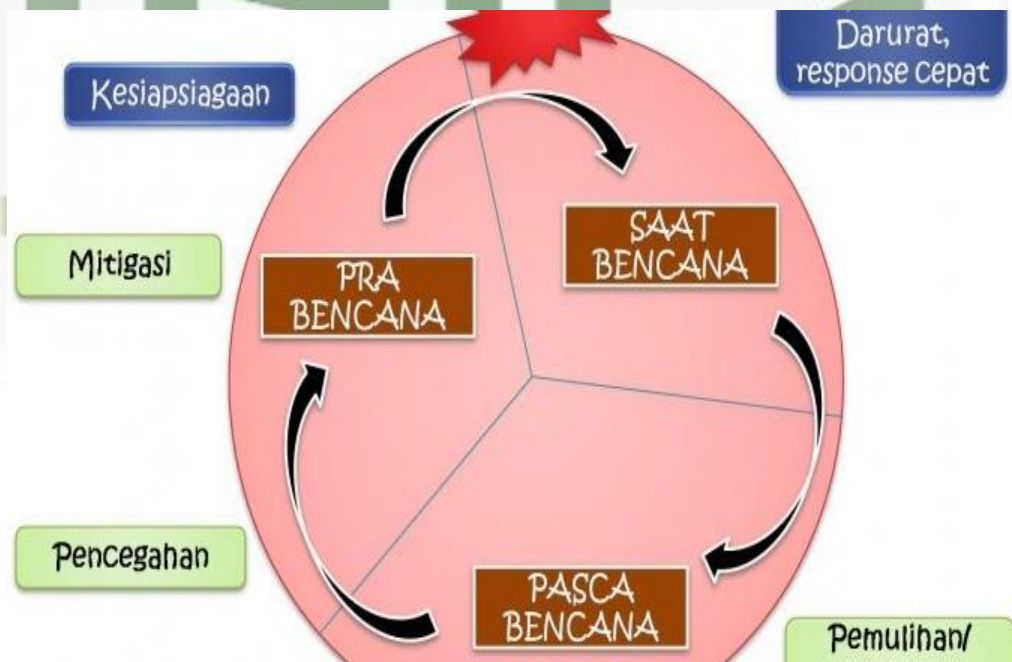 Darurat,
response cepat
Kesiapsiagaan
SAAT
BENCANA
Mitigasi
PRA
BENCANA
Pencegahan
PASCA
BENCANA
Pemulihan/